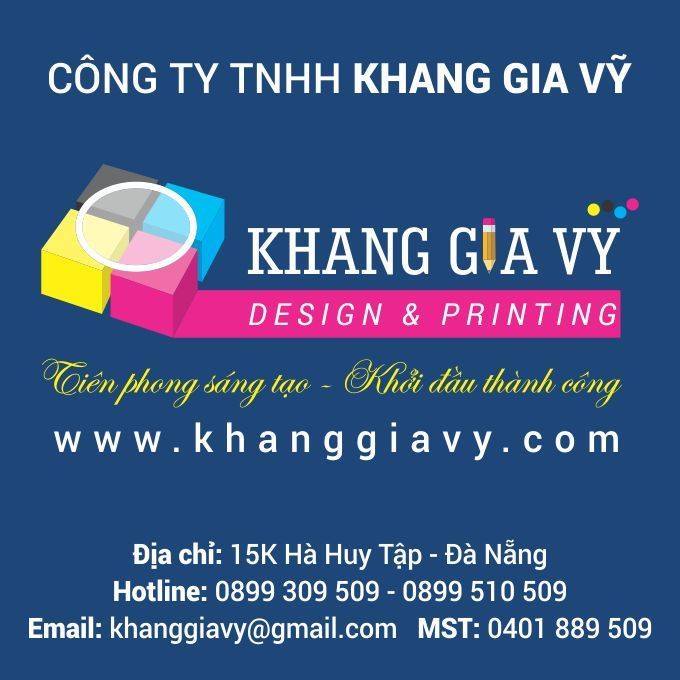 CÔNG TY TNHH KHANG GIA VỸ
KHANG GIA VỸ
DESIGN & PRINTING
Tiên phong sáng tạo - Khởi đầu thành công
www.khanggiavy.com
Địa chỉ: 15K Hà Huy Tập - Đà Nẵng
Hotline: 0899 309 509 - 0899 510 509
Email: khanggiavy@gmail.com MST: 0401 889 509